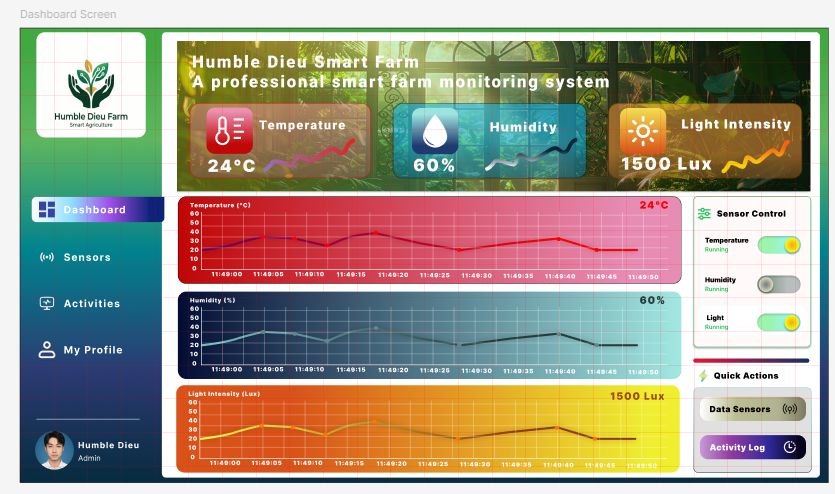 Dashboard Screen
Humble Dieu Farm
Smart Agriculture
Dashboard
Sensors
Activities
My Profile
Humble Dieu
Admin
Humble Dieu Smart Farm
A professional smart farm monitoring system
Temperature
24°C
Humidity
60%
Light Intensity
1500 Lux
Temperature (°C)
24°C
60
50
40
30
20
10
0
11:49:00 11:49:05 11:49:10 11:49:15 11:49:20 11:49:25 11:49:30 11:49:35 11:49:40 11:49:45 11:49:50
Humidity (%)
60%
60
50
40
30
20
10
0
11:49:00 11:49:05 11:49:10 11:49:15 11:49:20 11:49:25 11:49:30 11:49:35 11:49:40 11:49:45 11:49:50
Light Intensity (Lux)
1500 Lux
60
50
40
30
20
10
0
11:49:00 11:49:05 11:49:10 11:49:15 11:49:20 11:49:25 11:49:30 11:49:35 11:49:40 11:49:45 11:49:50
Sensor Control
Temperature
Running
Humidity
Running
Light
Running
Quick Actions
Data Sensors
Activity Log